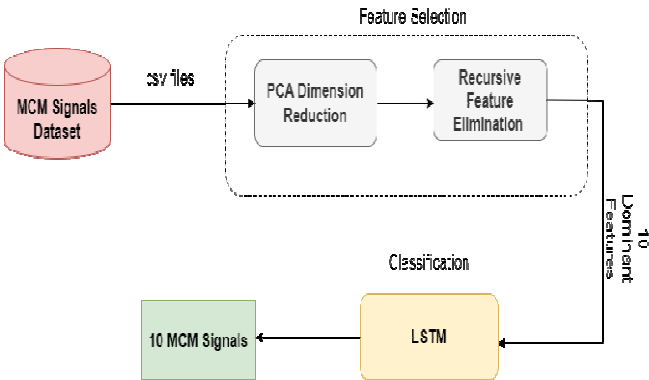 Feature Selection
csv files
MCM Signals
Dataset
PCA Dimension
Reduction
Recursive
Feature
Elimination
10
Dominant
Features
Classification
LSTM
10 MCM Signals